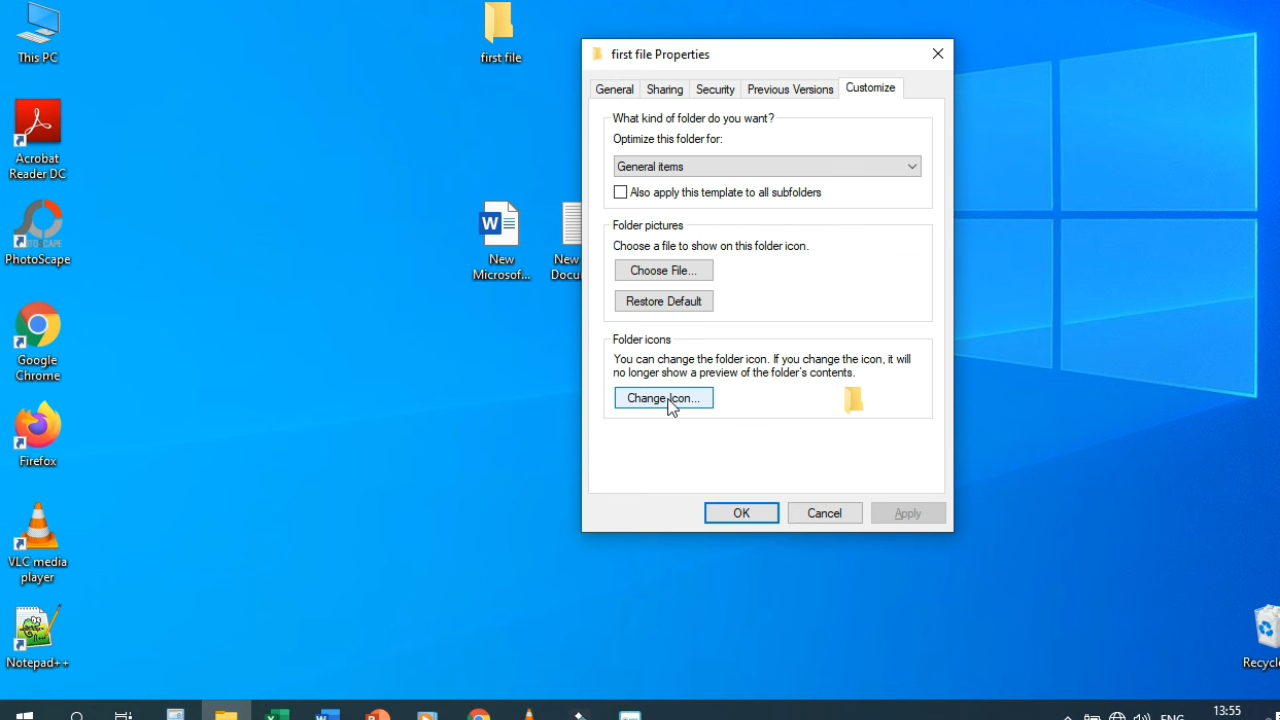 This PC
Acrobat
Reader DC
PhotoScape
Google
Chrome
Firefox
VLC media
player
Notepad++
first file
New
Microsof...
New
Docu
first file Properties
General
Sharing
Security
Previous Versions
Customize
What kind of folder do you want?
Optimize this folder for:
General items
Also apply this template to all subfolders
Folder pictures
Choose a file to show on this folder icon.
Choose File...
Restore Default
Folder icons
You can change the folder icon. If you change the icon, it will
no longer show a preview of the folder's contents.
Change Icon...
OK
Cancel
Apply
Recycl
13:55
ENG